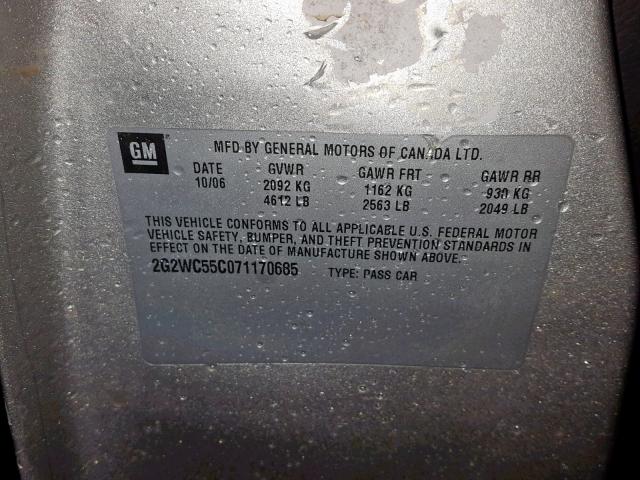 GM MFD BY GENERAL MOTORS OF CANADA LTD.
DATE GVWR GAWR FRT GAWR RR
10/06 2092 KG 1162 KG 930 KG
4612 LB 2563 LB 2049 LB
THIS VEHICLE CONFORMS TO ALL APPLICABLE U.S. FEDERAL MOTOR
VEHICLE SAFETY, BUMPER, AND THEFT PREVENTION STANDARDS IN
EFFECT ON THE DATE OF MANUFACTURE SHOWN ABOVE.
2G2WC55C071170685 TYPE: PASS CAR